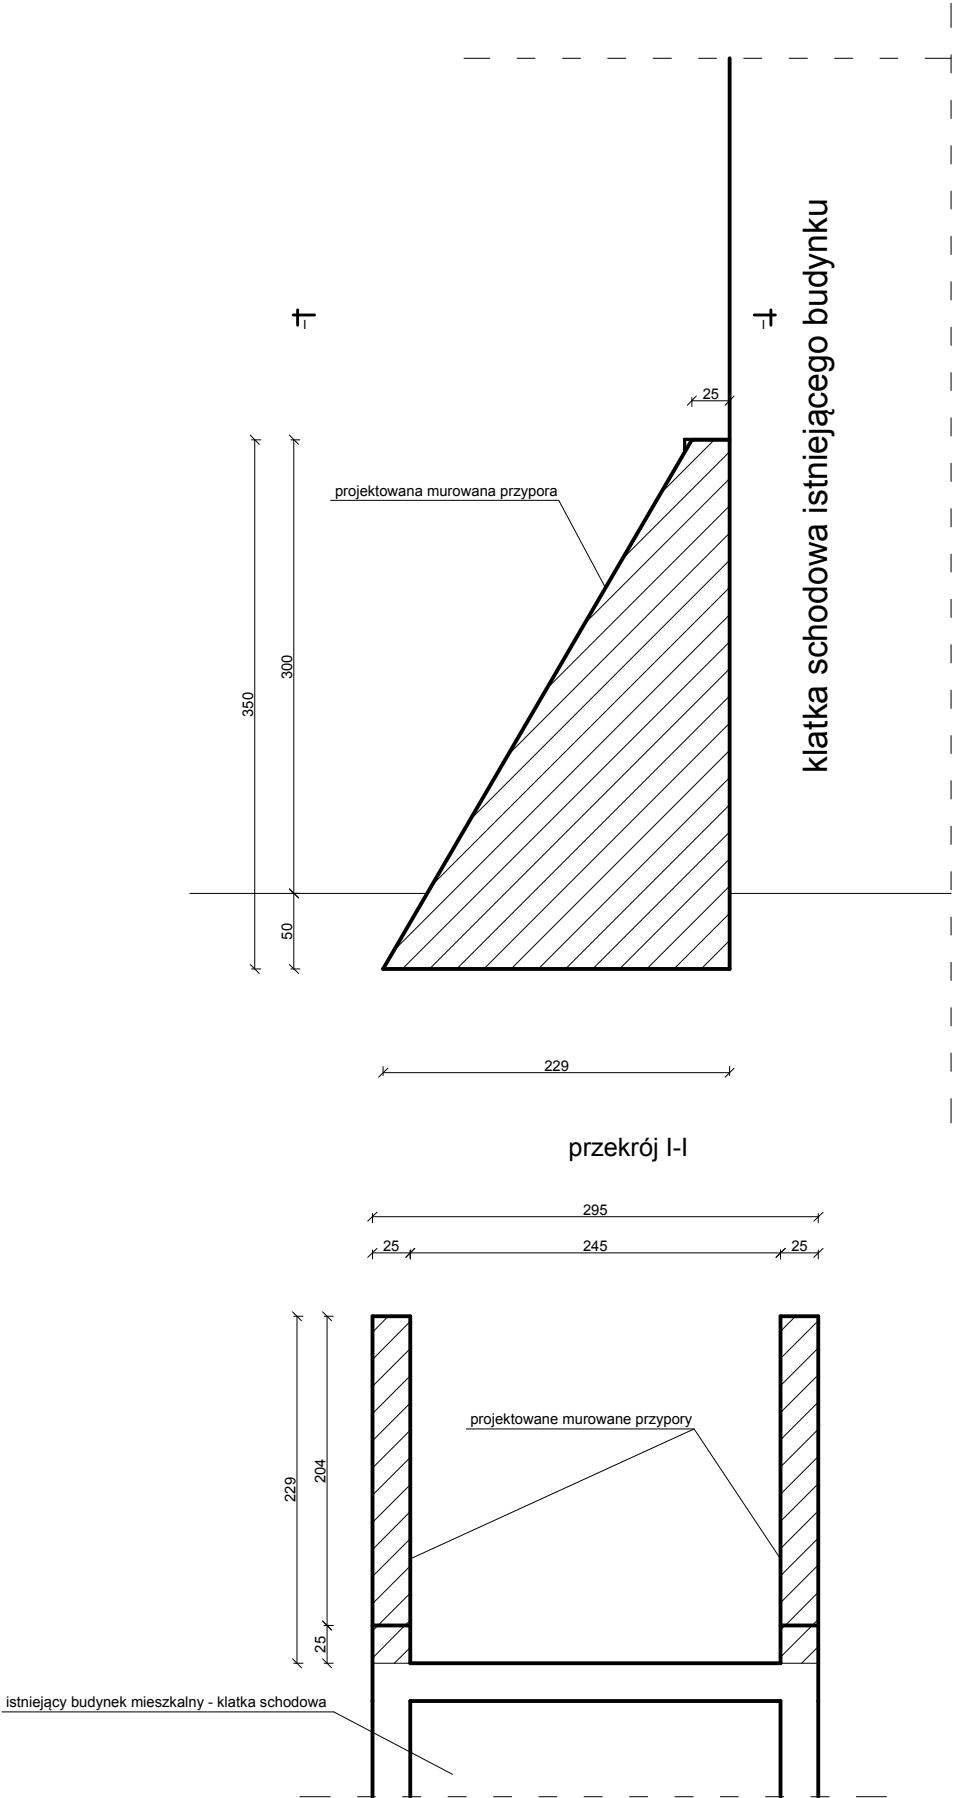 I
I
klatka schodowa istniejącego budynku
25
projektowana murowana przypora
350
300
50
229
przekrój I-I
295
25
245
25
projektowane murowane przypory
229
204
25
istniejący budynek mieszkalny - klatka schodowa